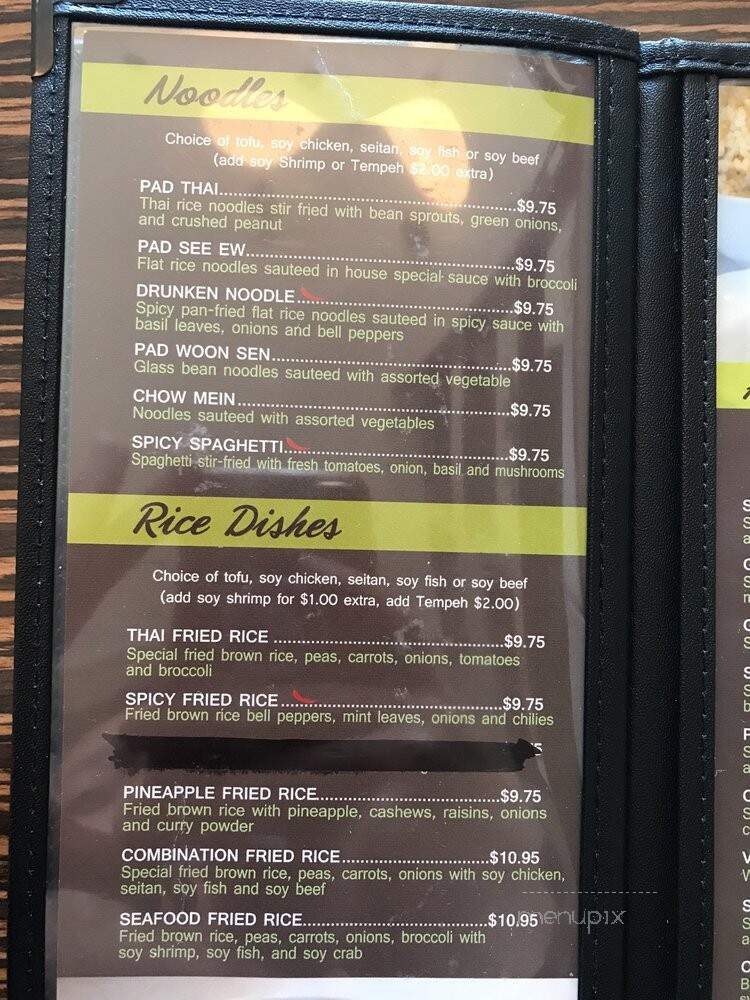 Noodles
Choice of tofu, soy chicken, seitan, soy fish or soy beef
(add soy Shrimp or Tempeh $2.00 extra)
PAD THAI..................................................$9.75
Thai rice noodles stir fried with bean sprouts, green onions,
and crushed peanut
PAD SEE EW..................................................$9.75
Flat rice noodles sauteed in house special sauce with broccoli
DRUNKEN NOODLE..................................................$9.75
Spicy pan-fried flat rice noodles sauteed in spicy sauce with
basil leaves, onions and bell peppers
PAD WOON SEN..................................................$9.75
Glass bean noodles sauteed with assorted vegetable
CHOW MEIN..................................................$9.75
Noodles sauteed with assorted vegetables
SPICY SPAGHETTI..................................................$9.75
Spaghetti stir-fried with fresh tomatoes, onion, basil and mushrooms
Rice Dishes
Choice of tofu, soy chicken, seitan, soy fish or soy beef
(add soy shrimp for $1.00 extra, add Tempeh $2.00)
THAI FRIED RICE..................................................$9.75
Special fried brown rice, peas, carrots, onions, tomatoes
and broccoli
SPICY FRIED RICE..................................................$9.75
Fried brown rice bell peppers, mint leaves, onions and chilies
PINEAPPLE FRIED RICE..................................................$9.75
Fried brown rice with pineapple, cashews, raisins, onions
and curry powder
COMBINATION FRIED RICE..................................................$10.95
Special fried brown rice, peas, carrots, onions with soy chicken,
seitan, soy fish and soy beef
SEAFOOD FRIED RICE..................................................$10.95
Fried brown rice, peas, carrots, onions, broccoli with
soy shrimp, soy fish, and soy crab
menupix